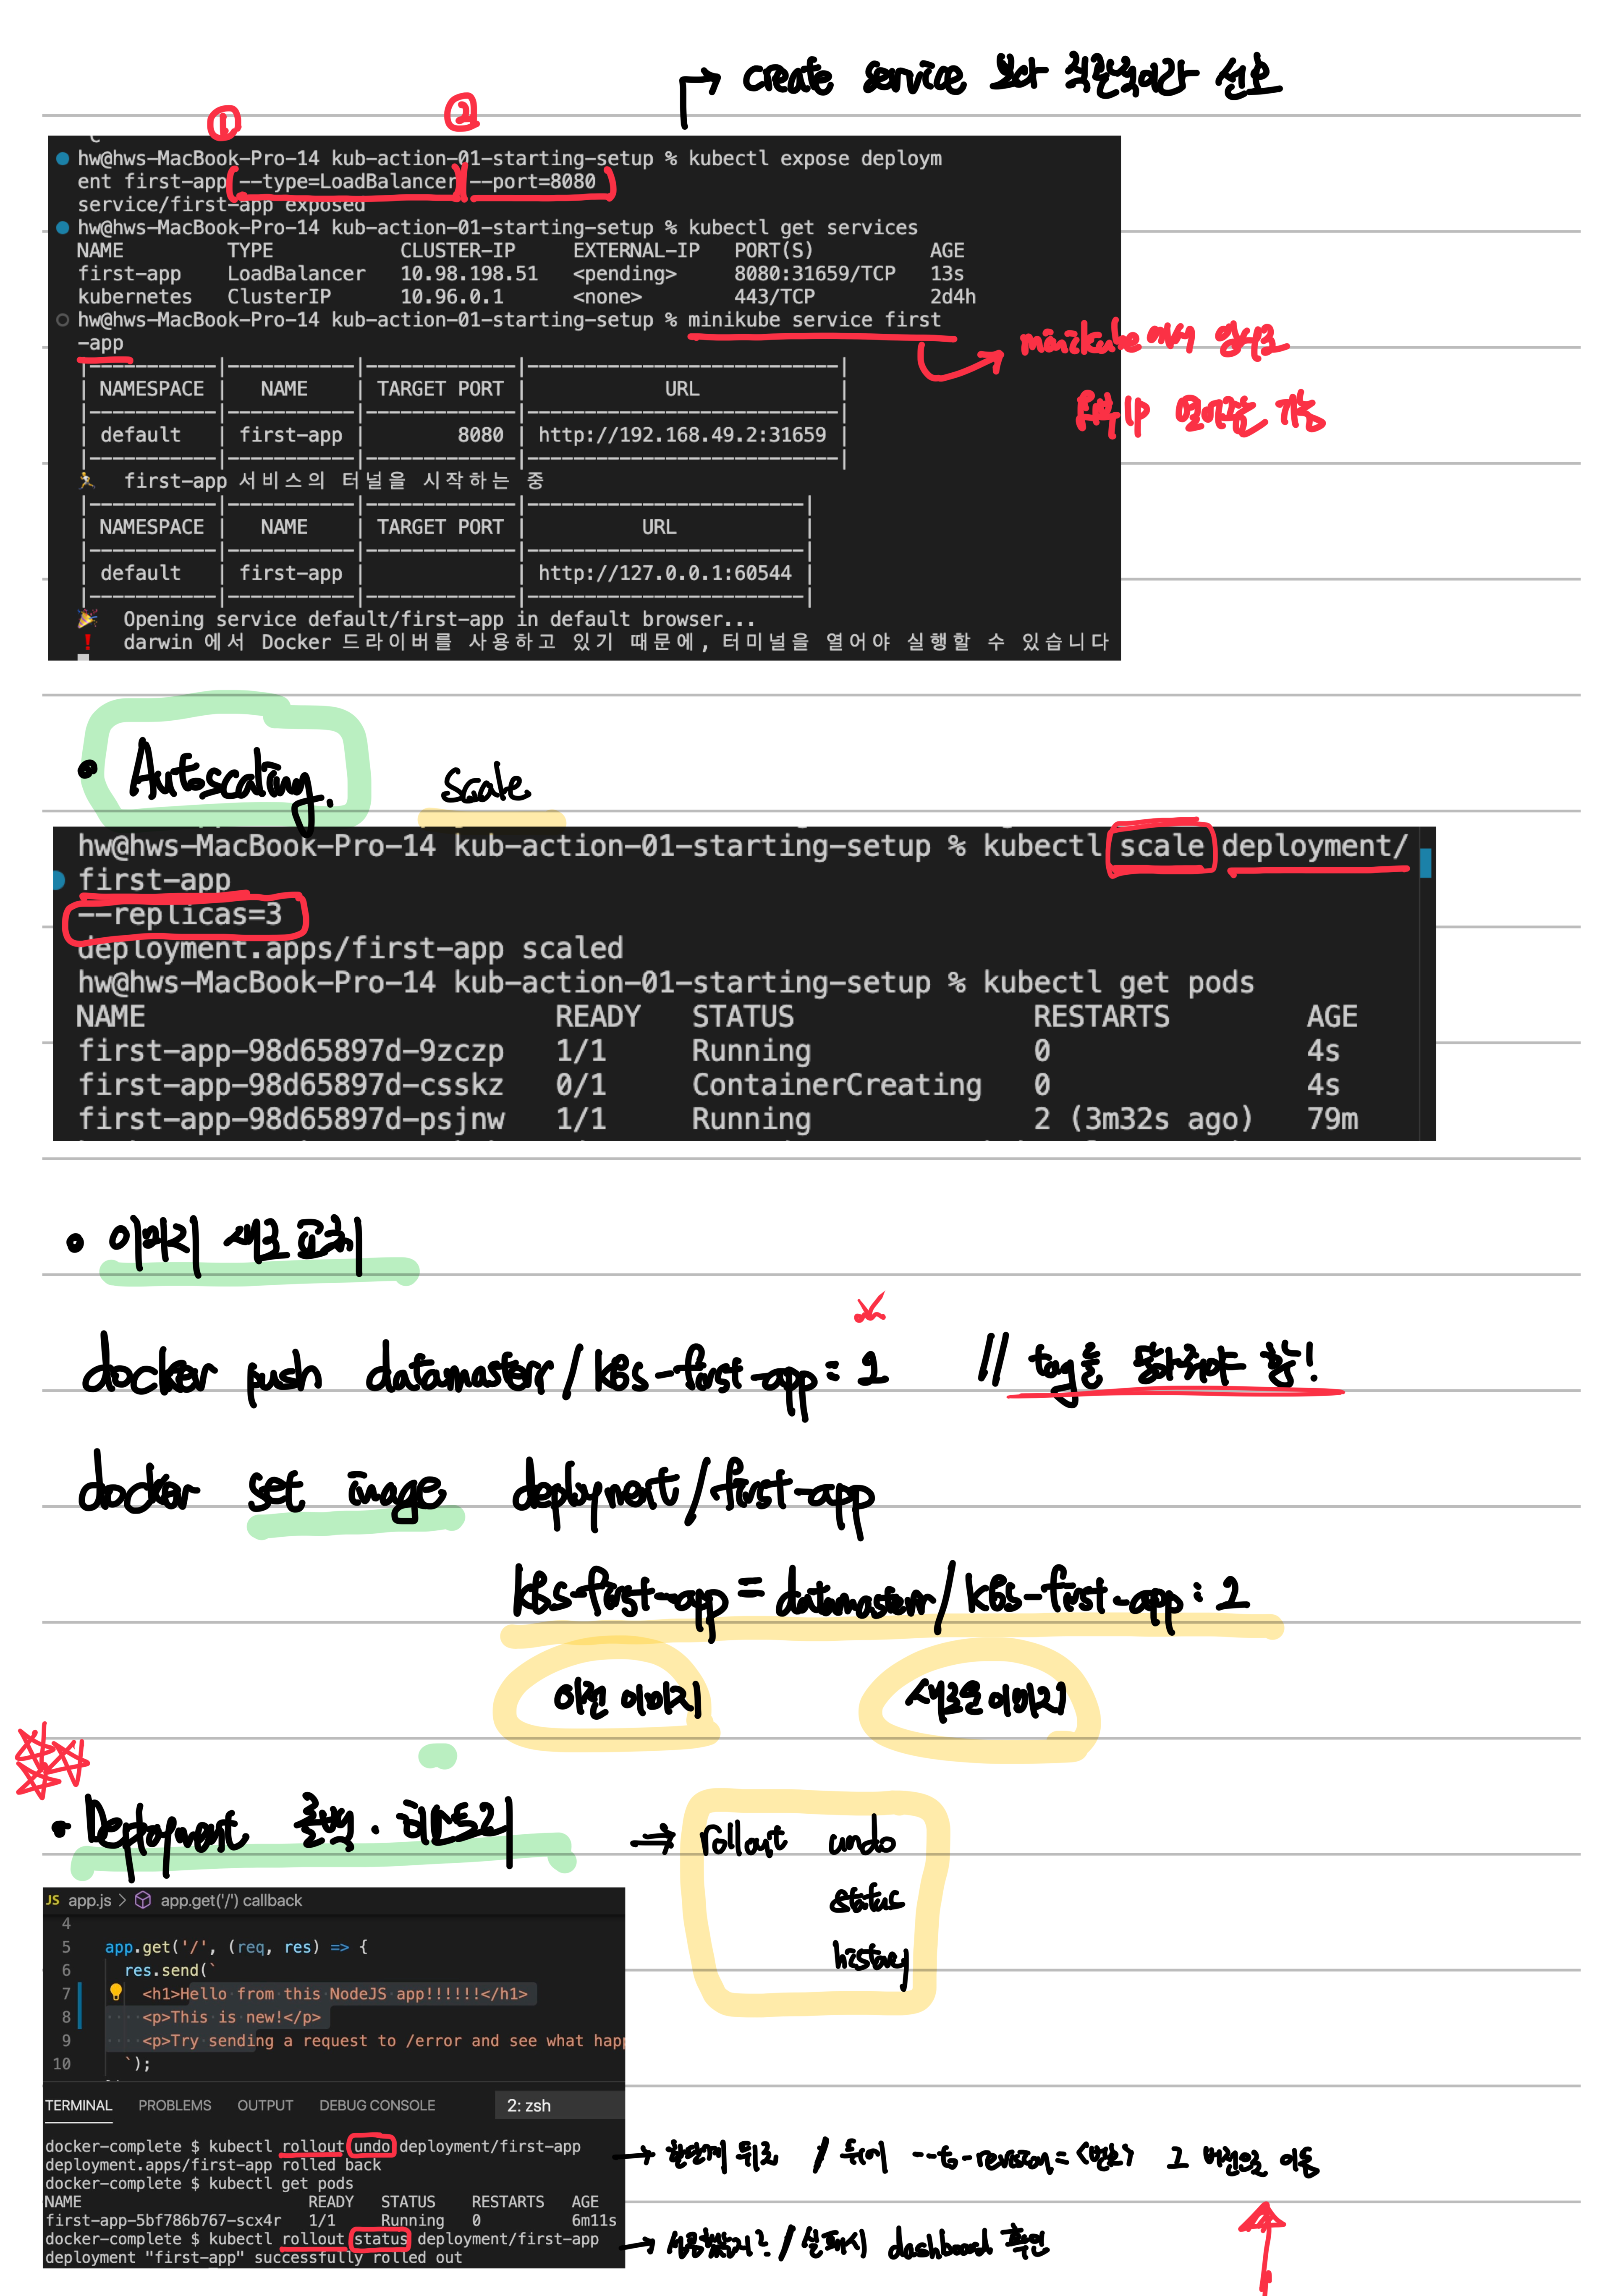 create service 보다 직관적이라 선호
① ②
hw@hws-MacBook-Pro-14 kub-action-01-starting-setup % kubectl expose deploym
ent first-app --type=LoadBalancer --port=8080
service/first-app exposed
hw@hws-MacBook-Pro-14 kub-action-01-starting-setup % kubectl get services
NAME TYPE CLUSTER-IP EXTERNAL-IP PORT(S) AGE
first-app LoadBalancer 10.98.198.51 <pending> 8080:31659/TCP 13s
kubernetes ClusterIP 10.96.0.1 <none> 443/TCP 2d4h
hw@hws-MacBook-Pro-14 kub-action-01-starting-setup % minikube service first
-app
minikube에서 임시로
IP 열어주는 기능
NAMESPACE NAME TARGET PORT URL
default first-app 8080 http://192.168.49.2:31659
first-app 서비스의 터널을 시작하는 중
NAMESPACE NAME TARGET PORT URL
default first-app http://127.0.0.1:60544
Opening service default/first-app in default browser...
darwin 에서 Docker 드라이버를 사용하고 있기 때문에, 터미널을 열어야 실행할 수 있습니다
• Autoscaling. scale
hw@hws-MacBook-Pro-14 kub-action-01-starting-setup % kubectl scale deployment/
first-app
--replicas=3
deployment.apps/first-app scaled
hw@hws-MacBook-Pro-14 kub-action-01-starting-setup % kubectl get pods
NAME READY STATUS RESTARTS AGE
first-app-98d65897d-9zczp 1/1 Running 0 4s
first-app-98d65897d-csskz 0/1 ContainerCreating 0 4s
first-app-98d65897d-psjnw 1/1 Running 2 (3m32s ago) 79m
• 이미지 새로 교체
docker push datamasterr/k8s-first-app:2 // tag를 달아줘야 함!
docker set image deployment/first-app
k8s-first-app=datamasterr/k8s-first-app:2
이전 이미지 새로운 이미지
• Deployment 롤백. 히스토리 ⇒ rollout undo
status
history
JS app.js > app.get('/') callback
4
5 app.get('/', (req, res) => {
6 res.send(`
7 <h1>Hello from this NodeJS app!!!!!!</h1>
8 <p>This is new!</p>
9 <p>Try sending a request to /error and see what happ
10 `);
TERMINAL PROBLEMS OUTPUT DEBUG CONSOLE 2: zsh
docker-complete $ kubectl rollout undo deployment/first-app
→ 한단계 뒤로 / 뒤에 --to-revision=<번호> 그 버전으로 이동
deployment.apps/first-app rolled back
docker-complete $ kubectl get pods
NAME READY STATUS RESTARTS AGE
first-app-5bf786b767-scx4r 1/1 Running 0 6m11s
docker-complete $ kubectl rollout status deployment/first-app
→ 성공했는지? / 실패시 dashboard 확인
deployment "first-app" successfully rolled out